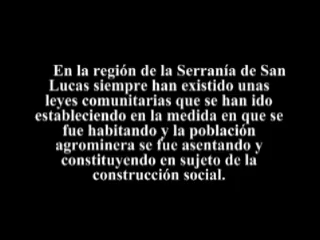 En la región de la Serranía de San
Lucas siempre han existido unas
leyes comunitarias que se han ido
estableciendo en la medida en que se
fue habitando y la población
agrominera se fue asentando y
constituyendo en sujeto de la
construcción social.